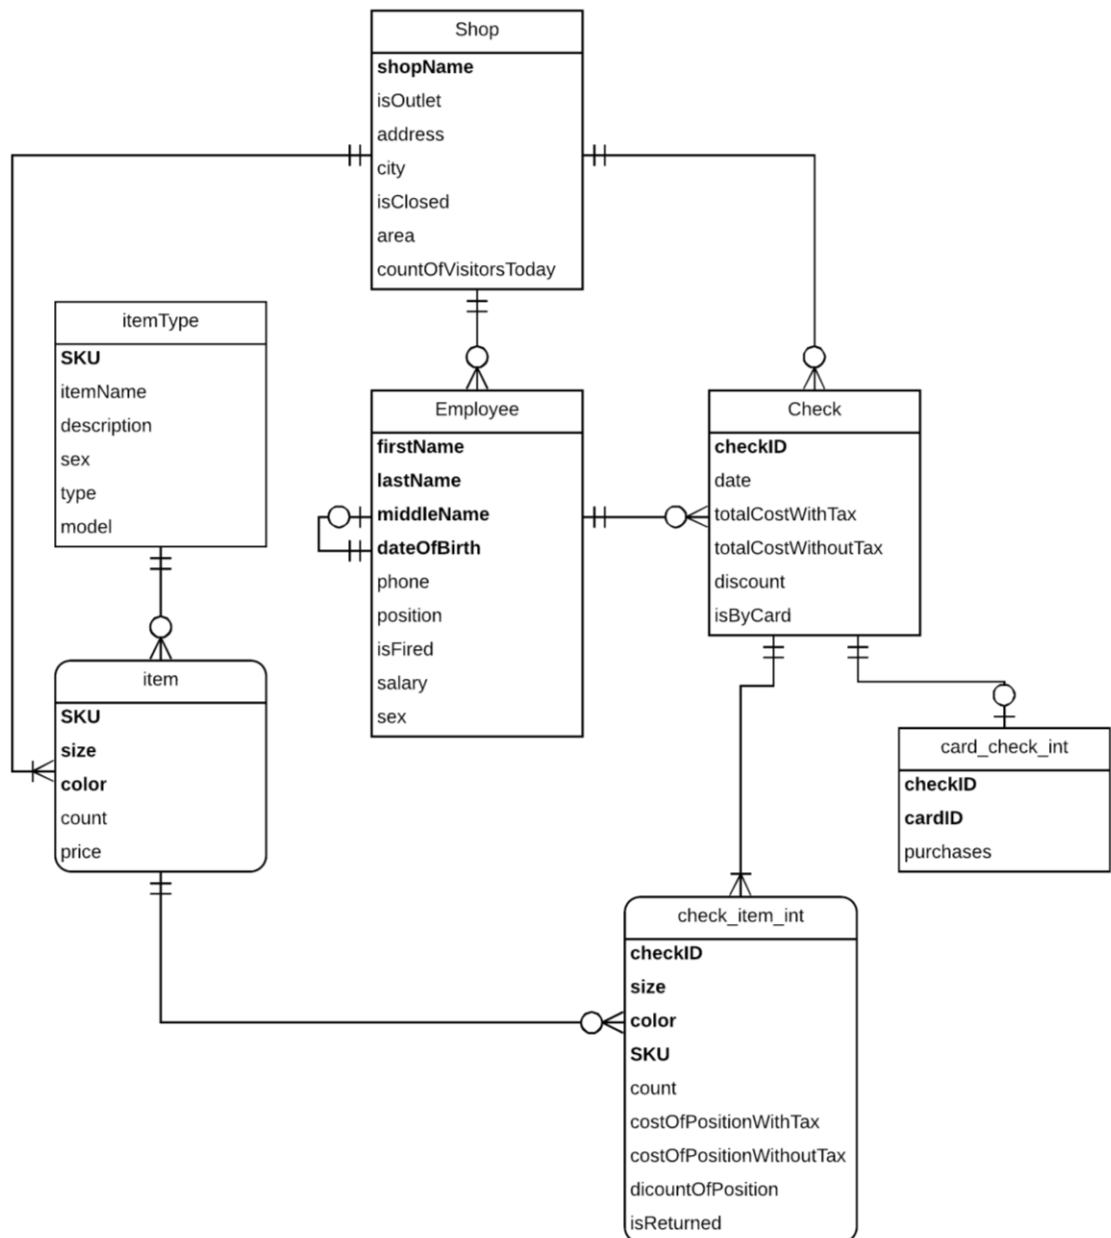 Shop
shopName
isOutlet
address
city
isClosed
area
countOfVisitorsToday
itemType
SKU
itemName
description
sex
type
model
Employee
firstName
lastName
middleName
dateOfBirth
phone
position
isFired
salary
sex
Check
checkID
date
totalCostWithTax
totalCostWithoutTax
discount
isByCard
item
SKU
size
color
count
price
card_check_int
checkID
cardID
purchases
check_item_int
checkID
size
color
SKU
count
costOfPositionWithTax
costOfPositionWithoutTax
dicountOfPosition
isReturned